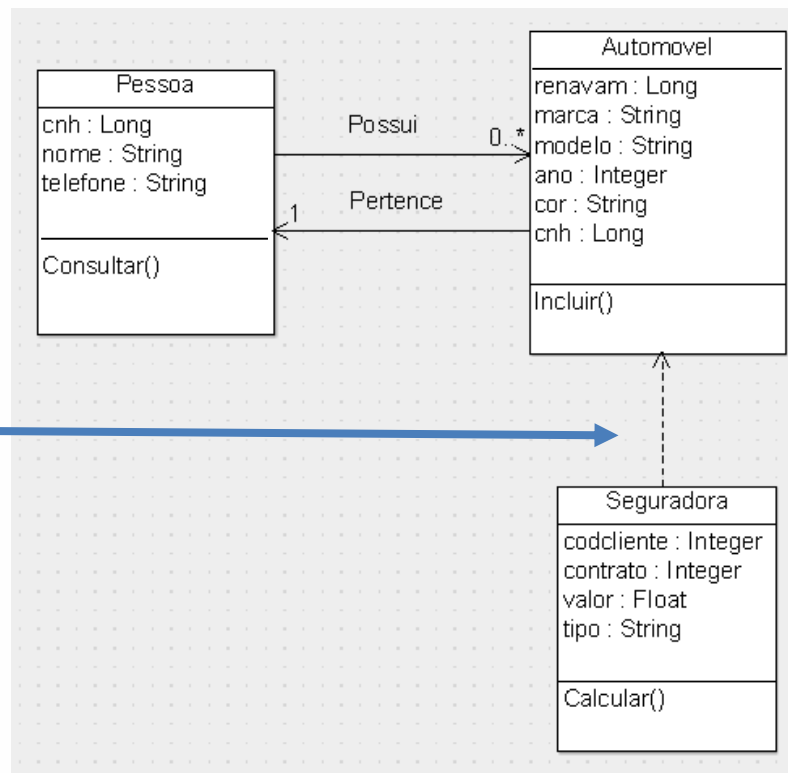 Pessoa
cnh : Long
nome : String
telefone : String
Consultar()
Possui
0..*
Pertence
1
Automovel
renavam : Long
marca : String
modelo : String
ano : Integer
cor : String
cnh : Long
Incluir()
Seguradora
codcliente : Integer
contrato : Integer
valor : Float
tipo : String
Calcular()